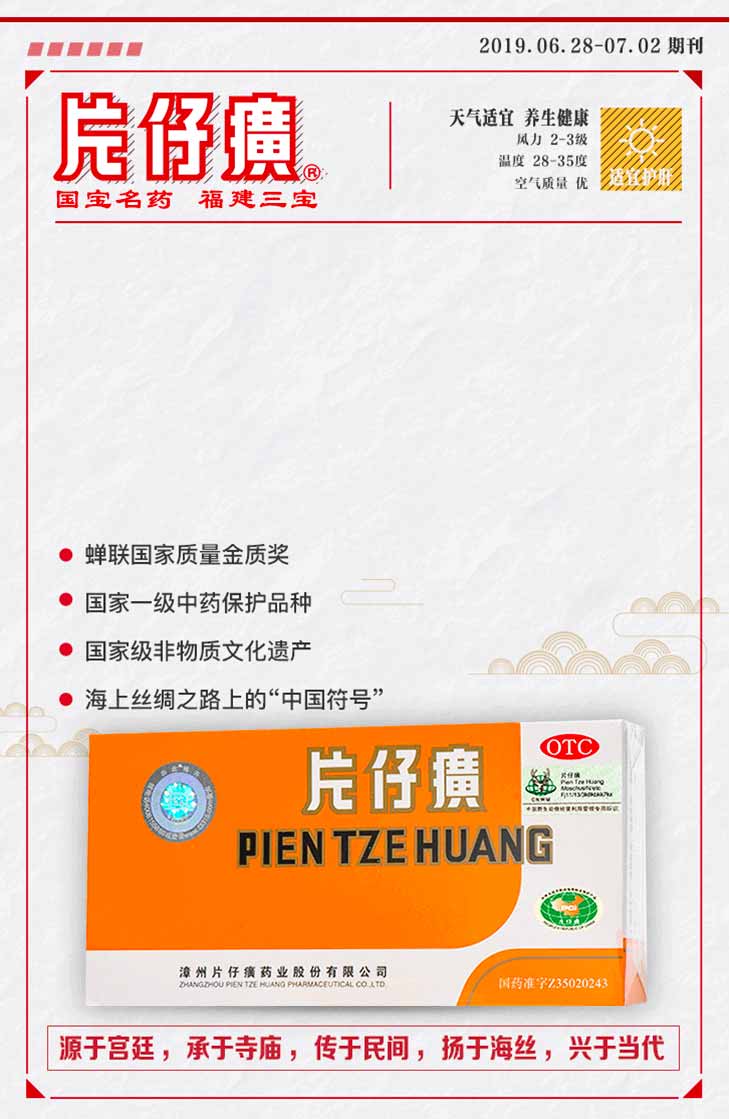 2019.06.28-07.02 期刊
片仔癀®
国宝名药 福建三宝
天气适宜 养生健康
风力 2-3级
温度 28-35度
空气质量 优
适宜护肝
蝉联国家质量金质奖
国家一级中药保护品种
国家级非物质文化遗产
海上丝绸之路上的“中国符号”
OTC
片仔癀
Pien Tze Huang
CNWM
片仔癀
PIEN TZE HUANG
漳州片仔癀药业股份有限公司
ZHANGZHOU PIEN TZE HUANG PHARMACEUTICAL CO.,LTD.
国药准字Z35020243
源于宫廷，承于寺庙，传于民间，扬于海丝，兴于当代